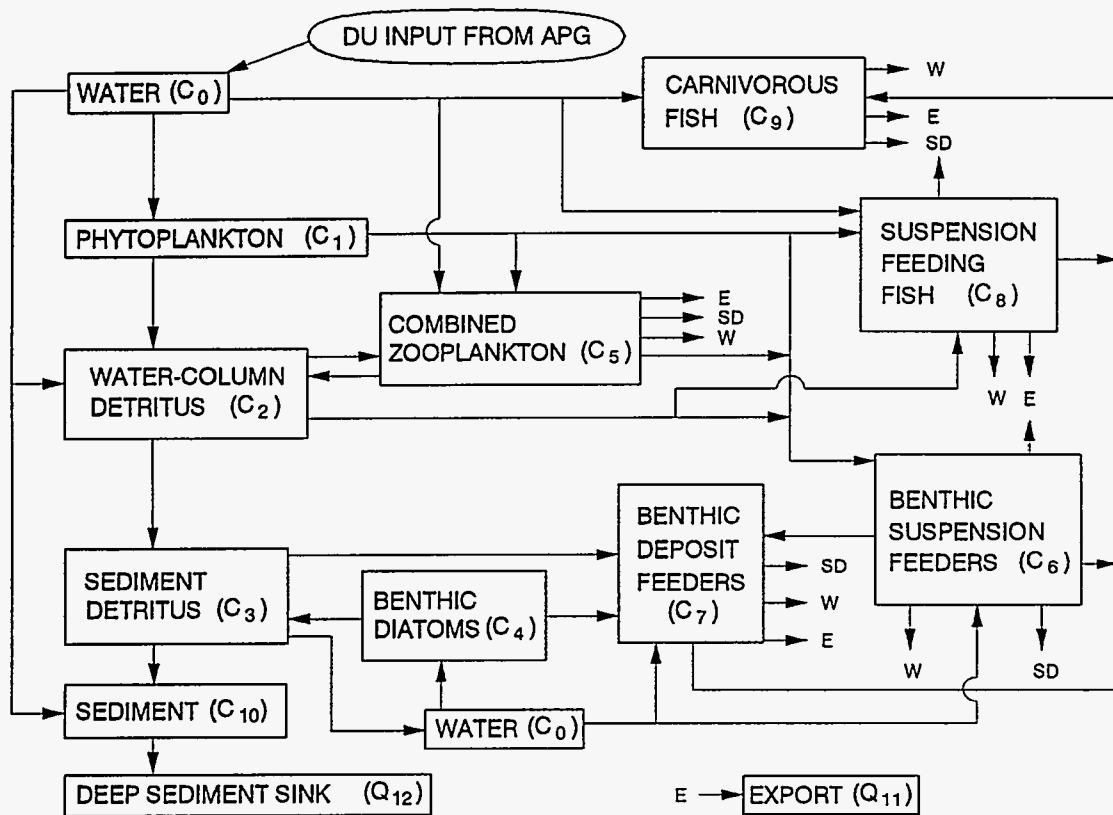 DU INPUT FROM APG
WATER (C0)
CARNIVOROUS
FISH (C9)
W
E
SD
PHYTOPLANKTON (C1)
SUSPENSION
FEEDING
FISH (C8)
COMBINED
ZOOPLANKTON (C5)
E
SD
W
WATER-COLUMN
DETRITUS (C2)
W
E
BENTHIC
SUSPENSION
FEEDERS (C6)
BENTHIC
DEPOSIT
FEEDERS
(C7)
SD
W
E
SEDIMENT
DETRITUS (C3)
BENTHIC
DIATOMS (C4)
W
SD
SEDIMENT (C10)
WATER (C0)
DEEP SEDIMENT SINK (Q12)
E
EXPORT (Q11)